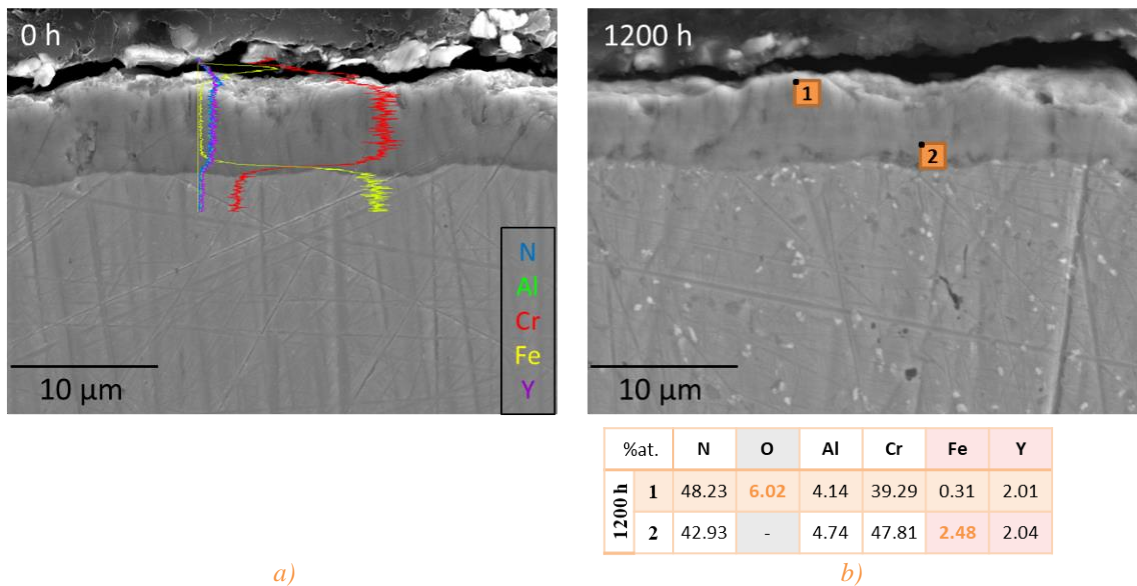 0 h
N
Al
Cr
Fe
Y
10 µm
1200 h
1
2
10 µm
%at. N O Al Cr Fe Y
1200 h
1 48.23 6.02 4.14 39.29 0.31 2.01
2 42.93 - 4.74 47.81 2.48 2.04
a)
b)